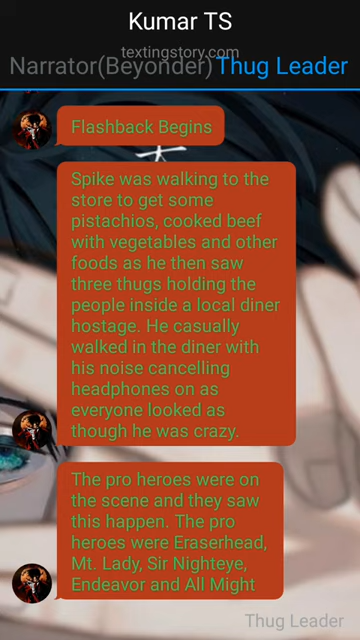 Kumar TS
textingstory.com
Narrator(Beyonder) Thug Leader
Flashback Begins
Spike was walking to the
store to get some
pistachios, cooked beef
with vegetables and other
foods as he then saw
three thugs holding the
people inside a local diner
hostage. He casually
walked in the diner with
his noise cancelling
headphones on as
everyone looked as
though he was crazy.
The pro heroes were on
the scene and they saw
this happen. The pro
heroes were Eraserhead,
Mt. Lady, Sir Nighteye,
Endeavor and All Might
Thug Leader